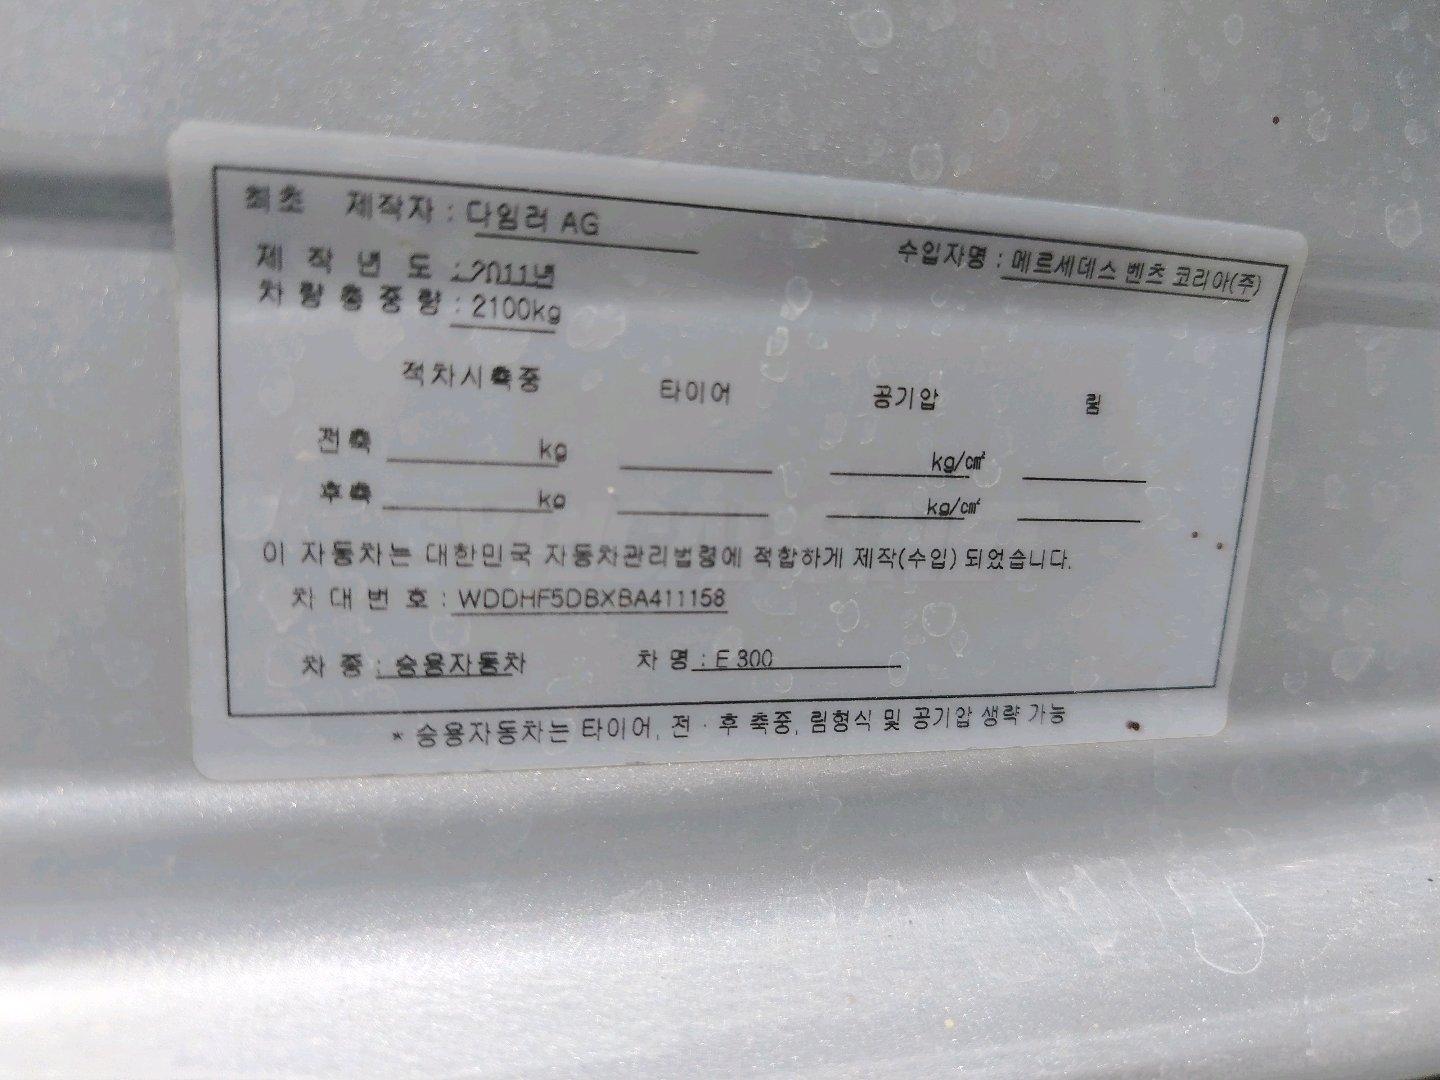 최초 제작자 : 다임러 AG
수입자명 : 메르세데스 벤츠 코리아(주)
제 작 년 도 : 2011년
차 량 총 중 량 : 2100kg
적차시축중 타이어 공기압 림
전축 kg kg/㎠
후축 kg kg/㎠
이 자동차는 대한민국 자동차관리법령에 적합하게 제작(수입) 되었습니다.
차 대 번 호 : WDDHF5DBXBA411158
차 종 : 승용자동차 차 명 : E 300
* 승용자동차는 타이어, 전 · 후 축중, 림형식 및 공기압 생략 가능